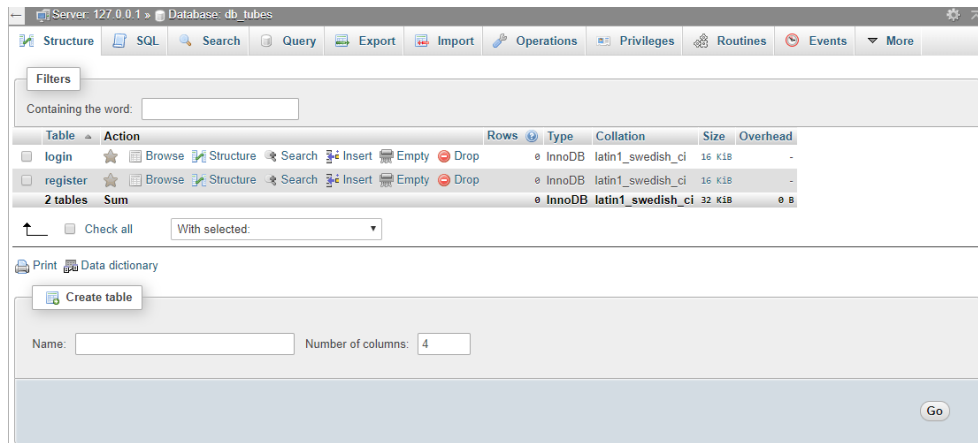 Server: 127.0.0.1 » Database: db_tubes
Structure SQL Search Query Export Import Operations Privileges Routines Events More
Filters
Containing the word:
Table Action Rows Type Collation Size Overhead
login Browse Structure Search Insert Empty Drop 0 InnoDB latin1_swedish_ci 16 KiB -
register Browse Structure Search Insert Empty Drop 0 InnoDB latin1_swedish_ci 16 KiB -
2 tables Sum 0 InnoDB latin1_swedish_ci 32 KiB 0 B
Check all With selected:
Print Data dictionary
Create table
Name: Number of columns: 4
Go